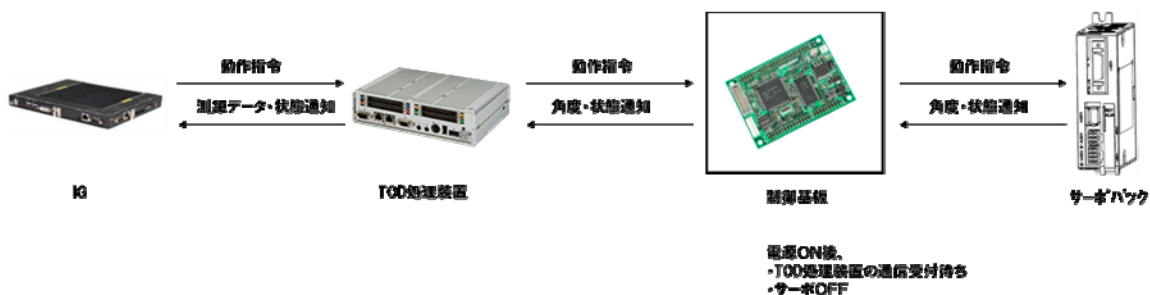 動作指令
測距データ・状態通知
動作指令
角度・状態通知
動作指令
角度・状態通知
IG
TOD処理装置
制御基板
サーボパック
電源ON後、
・TOD処理装置の通信受付待ち
・サーボOFF